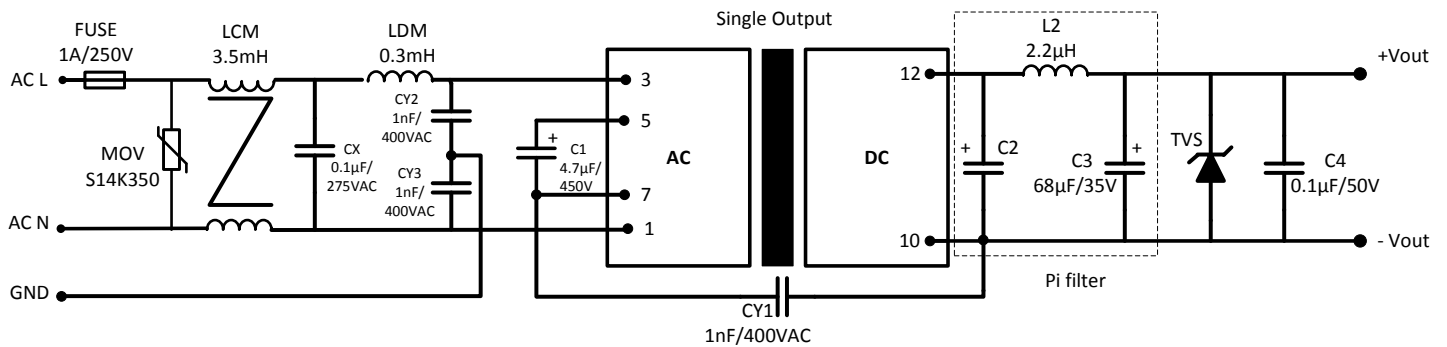 Single Output
FUSE
1A/250V
LCM
3.5mH
LDM
0.3mH
L2
2.2µH
AC L
+Vout
3
12
CY2
1nF/
400VAC
5
MOV
S14K350
CX
0.1µF/
275VAC
+
C1
4.7µF/
450V
AC
DC
+
C2
C3
68µF/35V
+
TVS
C4
0.1µF/50V
CY3
1nF/
400VAC
7
AC N
1
10
- Vout
GND
Pi filter
CY1
1nF/400VAC